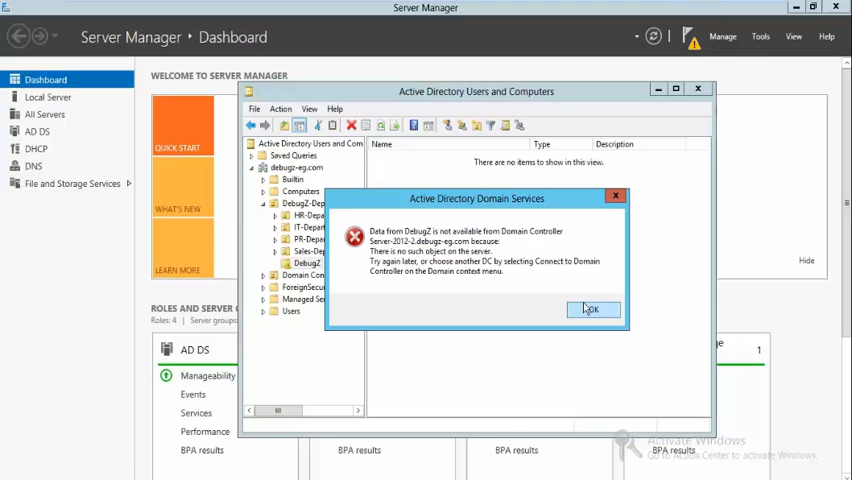 Server Manager
Server Manager ▸ Dashboard
Manage
Tools
View
Help
Dashboard
Local Server
All Servers
AD DS
DHCP
DNS
File and Storage Services
WELCOME TO SERVER MANAGER
QUICK START
WHAT'S NEW
LEARN MORE
Hide
ROLES AND SERVER G
Roles: 4 | Server groups:
AD DS
1
Manageability
Events
Services
Performance
BPA results
BPA results
BPA results
BPA results
Active Directory Users and Computers
File Action View Help
Active Directory Users and Com
Saved Queries
debugz-eg.com
Builtin
Computers
DebugZ-Dep
HR-Depa
IT-Depar
PR-Depa
Sales-De
DebugZ
Domain Con
ForeignSecu
Managed Se
Users
Name Type Description
There are no items to show in this view.
Active Directory Domain Services
Data from DebugZ is not available from Domain Controller
Server-2012-2.debugz-eg.com because:
There is no such object on the server.
Try again later, or choose another DC by selecting Connect to Domain
Controller on the Domain context menu.
OK
Activate Windows
Go to Action Center to activate Windows.